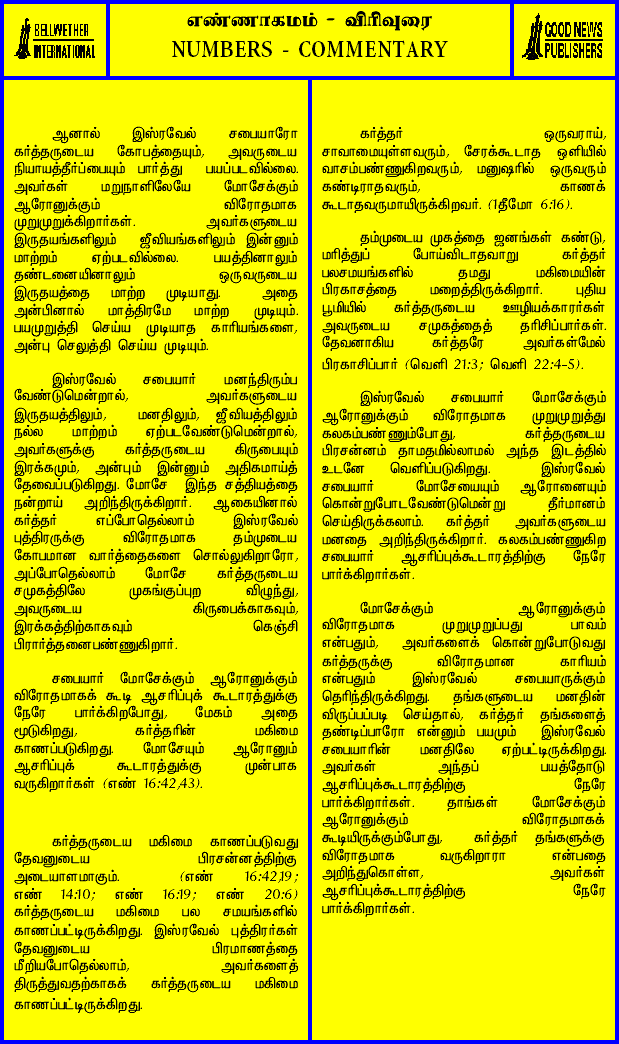 BELLWETHER
INTERNATIONAL
எண்ணாகமம் - விரிவுரை
NUMBERS - COMMENTARY
GOOD NEWS
PUBLISHERS
ஆனால் இஸ்ரவேல் சபையாரோ
கர்த்தருடைய கோபத்தையும், அவருடைய
நியாயத்தீர்ப்பையும் பார்த்து பயப்படவில்லை.
அவர்கள் மறுநாளிலேயே மோசேக்கும்
ஆரோனுக்கும் விரோதமாக
முறுமுறுக்கிறார்கள். அவர்களுடைய
இருதயங்களிலும் ஜீவியங்களிலும் இன்னும்
மாற்றம் ஏற்படவில்லை. பயத்தினாலும்
தண்டனையினாலும் ஒருவருடைய
இருதயத்தை மாற்ற முடியாது. அதை
அன்பினால் மாத்திரமே மாற்ற முடியும்.
பயமுறுத்தி செய்ய முடியாத காரியங்களை,
அன்பு செலுத்தி செய்ய முடியும்.
இஸ்ரவேல் சபையார் மனந்திரும்ப
வேண்டுமென்றால், அவர்களுடைய
இருதயத்திலும், மனதிலும், ஜீவியத்திலும்
நல்ல மாற்றம் ஏற்படவேண்டுமென்றால்,
அவர்களுக்கு கர்த்தருடைய கிருபையும்
இரக்கமும், அன்பும் இன்னும் அதிகமாய்த்
தேவைப்படுகிறது. மோசே இந்த சத்தியத்தை
நன்றாய் அறிந்திருக்கிறார். ஆகையினால்
கர்த்தர் எப்போதெல்லாம் இஸ்ரவேல்
புத்திரருக்கு விரோதமாக தம்முடைய
கோபமான வார்த்தைகளை சொல்லுகிறாரோ,
அப்போதெல்லாம் மோசே கர்த்தருடைய
சமுகத்திலே முகங்குப்புற விழுந்து,
அவருடைய கிருபைக்காகவும்,
இரக்கத்திற்காகவும் கெஞ்சி
பிரார்த்தனைபண்ணுகிறார்.
சபையார் மோசேக்கும் ஆரோனுக்கும்
விரோதமாகக் கூடி ஆசரிப்புக் கூடாரத்துக்கு
நேரே பார்க்கிறபோது, மேகம் அதை
மூடுகிறது, கர்த்தரின் மகிமை
காணப்படுகிறது. மோசேயும் ஆரோனும்
ஆசரிப்புக் கூடாரத்துக்கு முன்பாக
வருகிறார்கள் (எண் 16:42,43).
கர்த்தருடைய மகிமை காணப்படுவது
தேவனுடைய பிரசன்னத்திற்கு
அடையாளமாகும். (எண் 16:42,19;
எண் 14:10; எண் 16:19; எண் 20:6)
கர்த்தருடைய மகிமை பல சமயங்களில்
காணப்பட்டிருக்கிறது. இஸ்ரவேல் புத்திரர்கள்
தேவனுடைய பிரமாணத்தை
மீறியபோதெல்லாம், அவர்களைத்
திருத்துவதற்காகக் கர்த்தருடைய மகிமை
காணப்பட்டிருக்கிறது.
கர்த்தர் ஒருவராய்,
சாவாமையுள்ளவரும், சேரக்கூடாத ஒளியில்
வாசம்பண்ணுகிறவரும், மனுஷரில் ஒருவரும்
கண்டிராதவரும், காணக்
கூடாதவருமாயிருக்கிறவர். (1தீமோ 6:16).
தம்முடைய முகத்தை ஜனங்கள் கண்டு,
மரித்துப் போய்விடாதவாறு கர்த்தர்
பலசமயங்களில் தமது மகிமையின்
பிரகாசத்தை மறைத்திருக்கிறார். புதிய
பூமியில் கர்த்தருடைய ஊழியக்காரர்கள்
அவருடைய சமுகத்தைத் தரிசிப்பார்கள்.
தேவனாகிய கர்த்தரே அவர்கள்மேல்
பிரகாசிப்பார் (வெளி 21:3; வெளி 22:4-5).
இஸ்ரவேல் சபையார் மோசேக்கும்
ஆரோனுக்கும் விரோதமாக முறுமுறுத்து
கலகம்பண்ணும்போது, கர்த்தருடைய
பிரசன்னம் தாமதமில்லாமல் அந்த இடத்தில்
உடனே வெளிப்படுகிறது. இஸ்ரவேல்
சபையார் மோசேயையும் ஆரோனையும்
கொன்றுபோடவேண்டுமென்று தீர்மானம்
செய்திருக்கலாம். கர்த்தர் அவர்களுடைய
மனதை அறிந்திருக்கிறார். கலகம்பண்ணுகிற
சபையார் ஆசரிப்புக்கூடாரத்திற்கு நேரே
பார்க்கிறார்கள்.
மோசேக்கும் ஆரோனுக்கும்
விரோதமாக முறுமுறுப்பது பாவம்
என்பதும், அவர்களைக் கொன்றுபோடுவது
கர்த்தருக்கு விரோதமான காரியம்
என்பதும் இஸ்ரவேல் சபையாருக்கும்
தெரிந்திருக்கிறது. தங்களுடைய மனதின்
விருப்பப்படி செய்தால், கர்த்தர் தங்களைத்
தண்டிப்பாரோ என்னும் பயமும் இஸ்ரவேல்
சபையாரின் மனதிலே ஏற்பட்டிருக்கிறது.
அவர்கள் அந்தப் பயத்தோடு
ஆசரிப்புக்கூடாரத்திற்கு நேரே
பார்க்கிறார்கள். தாங்கள் மோசேக்கும்
ஆரோனுக்கும் விரோதமாகக்
கூடியிருக்கும்போது, கர்த்தர் தங்களுக்கு
விரோதமாக வருகிறாரா என்பதை
அறிந்துகொள்ள, அவர்கள்
ஆசரிப்புக்கூடாரத்திற்கு நேரே
பார்க்கிறார்கள்.